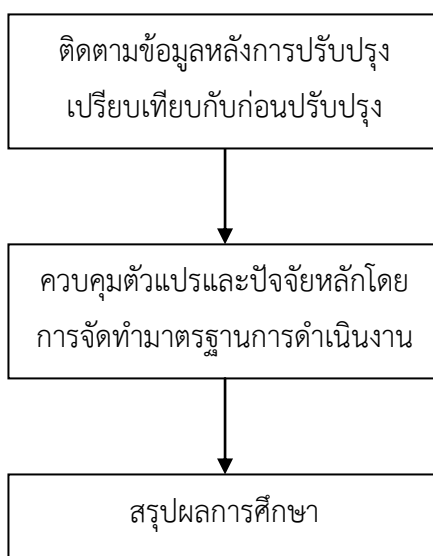 ติดตามข้อมูลหลังการปรับปรุง
เปรียบเทียบกับก่อนปรับปรุง
ควบคุมตัวแปรและปัจจัยหลักโดย
การจัดทำมาตรฐานการดำเนินงาน
สรุปผลการศึกษา